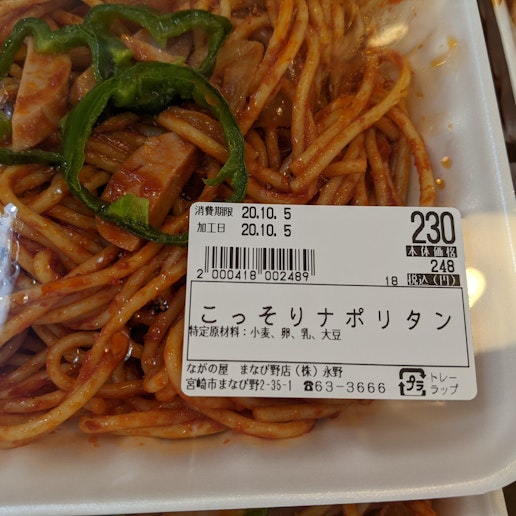 消費期限 20.10.5
加工日 20.10.5
230
本体価格
248
2 000418 002489
18 税込(円)
こっそりナポリタン
特定原材料:小麦、卵、乳、大豆
ながの屋 まなび野店(株)永野
宮崎市まなび野2-35-1 ☎63-3666
プラ
トレー
ラップ